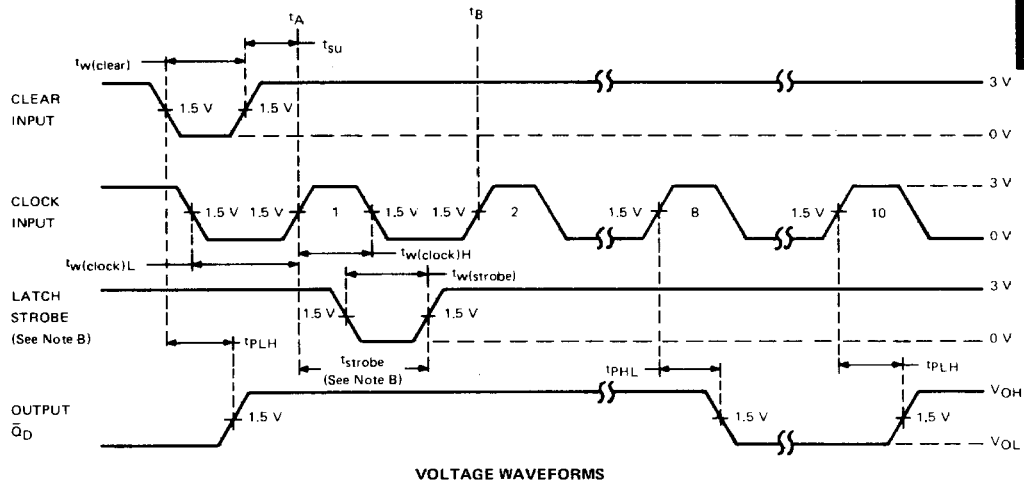 tA
tB
tsu
tw(clear)
CLEAR
INPUT
1.5 V
1.5 V
3 V
0 V
CLOCK
INPUT
1.5 V
1.5 V
1
1.5 V
1.5 V
2
1.5 V
8
1.5 V
10
3 V
0 V
tw(clock)L
tw(clock)H
tw(strobe)
LATCH
STROBE
(See Note B)
1.5 V
1.5 V
3 V
0 V
tPLH
tstrobe
(See Note B)
tPHL
tPLH
OUTPUT
Q̄D
1.5 V
1.5 V
1.5 V
VOH
VOL
VOLTAGE WAVEFORMS